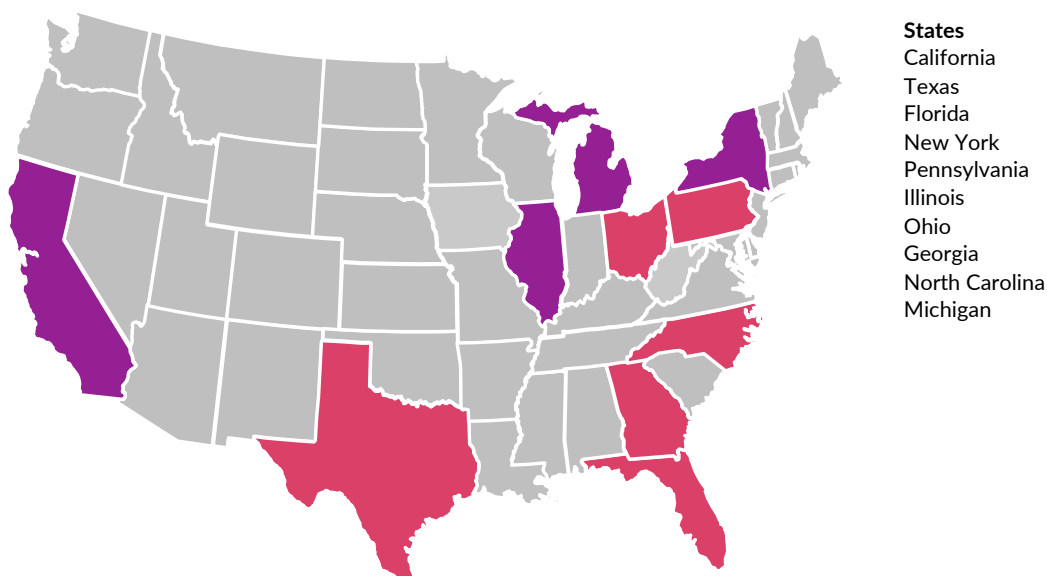 States
California
Texas
Florida
New York
Pennsylvania
Illinois
Ohio
Georgia
North Carolina
Michigan